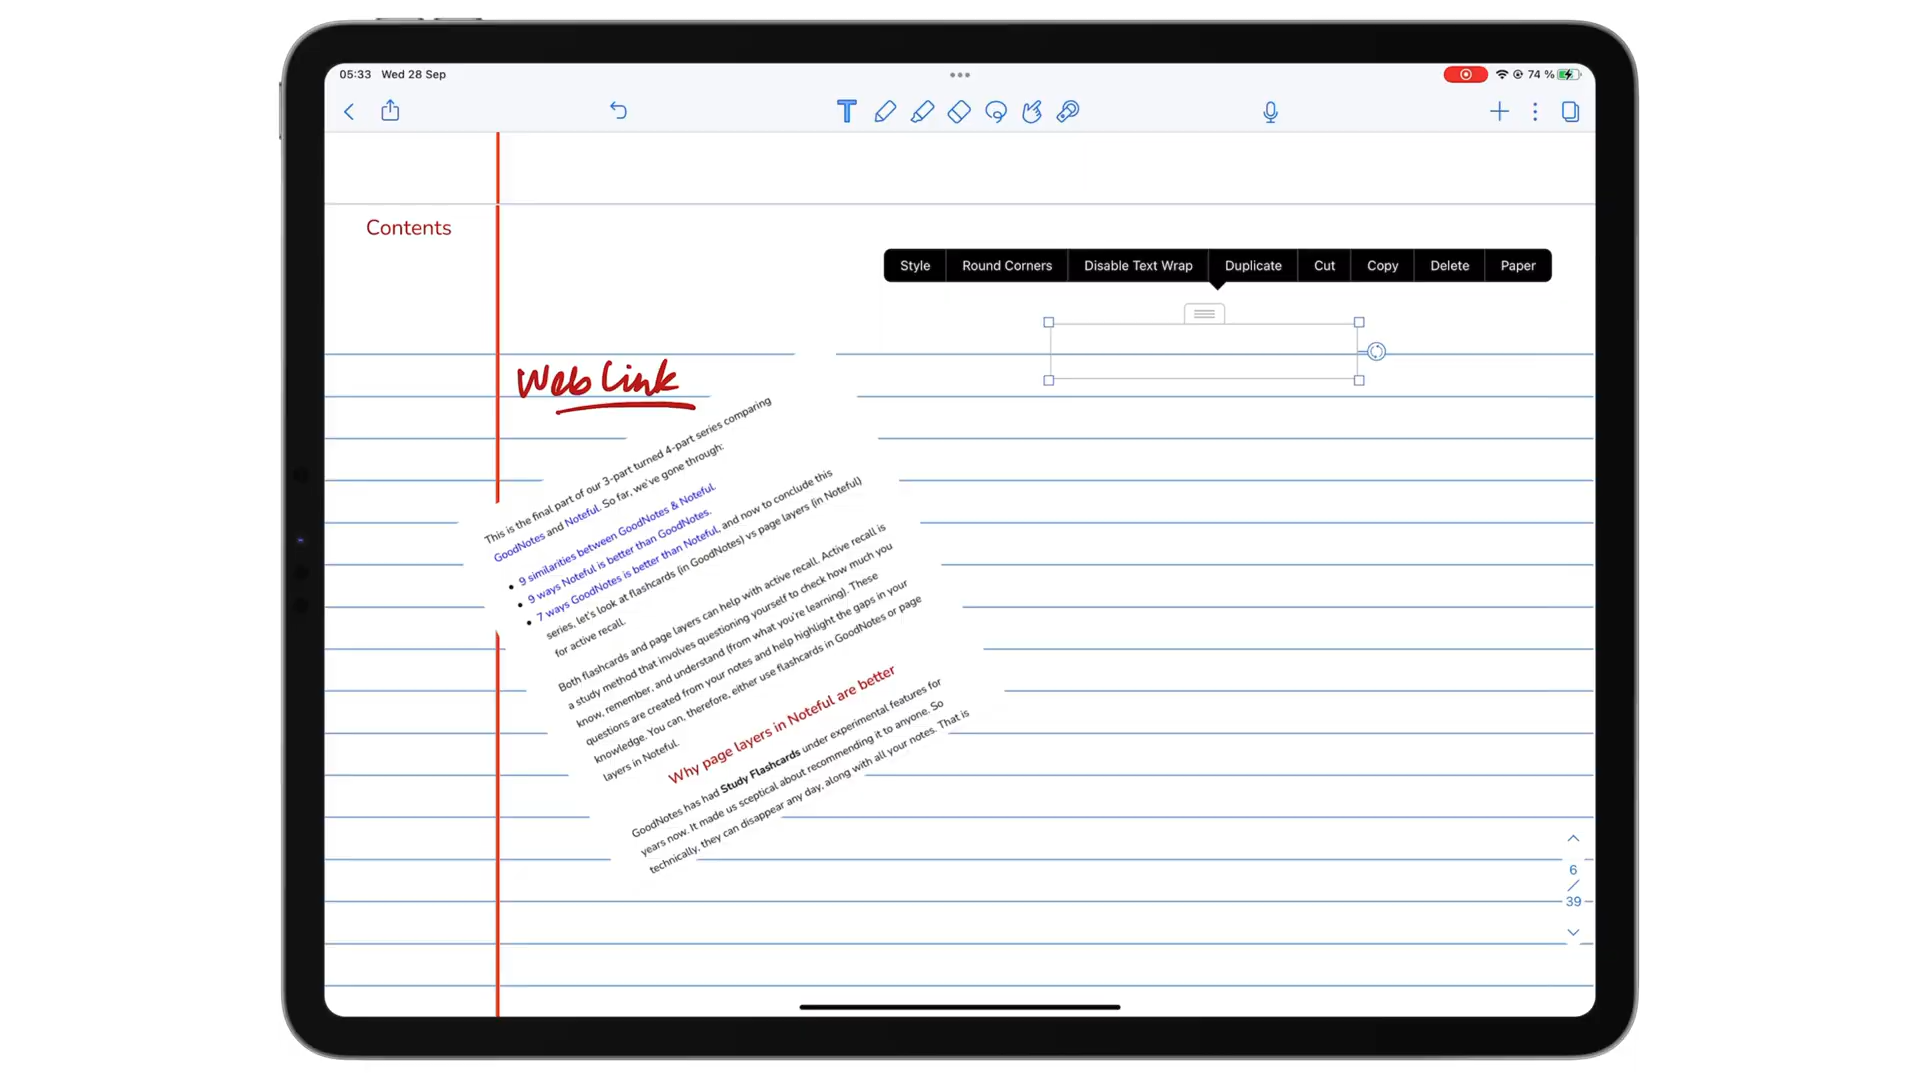 05:33 Wed 28 Sep
74 %
Contents
Style Round Corners Disable Text Wrap Duplicate Cut Copy Delete Paper
Web Link
This is the final part of our 3-part turned 4-part series comparing
GoodNotes and Noteful. So far, we've gone through:
• 9 similarities between GoodNotes & Noteful.
• 9 ways Noteful is better than GoodNotes.
• 7 ways GoodNotes is better than Noteful, and now to conclude this
series, let's look at flashcards (in GoodNotes) vs page layers (in Noteful)
for active recall.
Both flashcards and page layers can help with active recall. Active recall is
a study method that involves questioning yourself to check how much you
know, remember, and understand (from what you're learning). These
questions are created from your notes and help highlight the gaps in your
knowledge. You can, therefore, either use flashcards in GoodNotes or page
layers in Noteful.
Why page layers in Noteful are better
GoodNotes has had Study Flashcards under experimental features for
years now. It made us sceptical about recommending it to anyone. So
technically, they can disappear any day, along with all your notes. That is
6
/
39